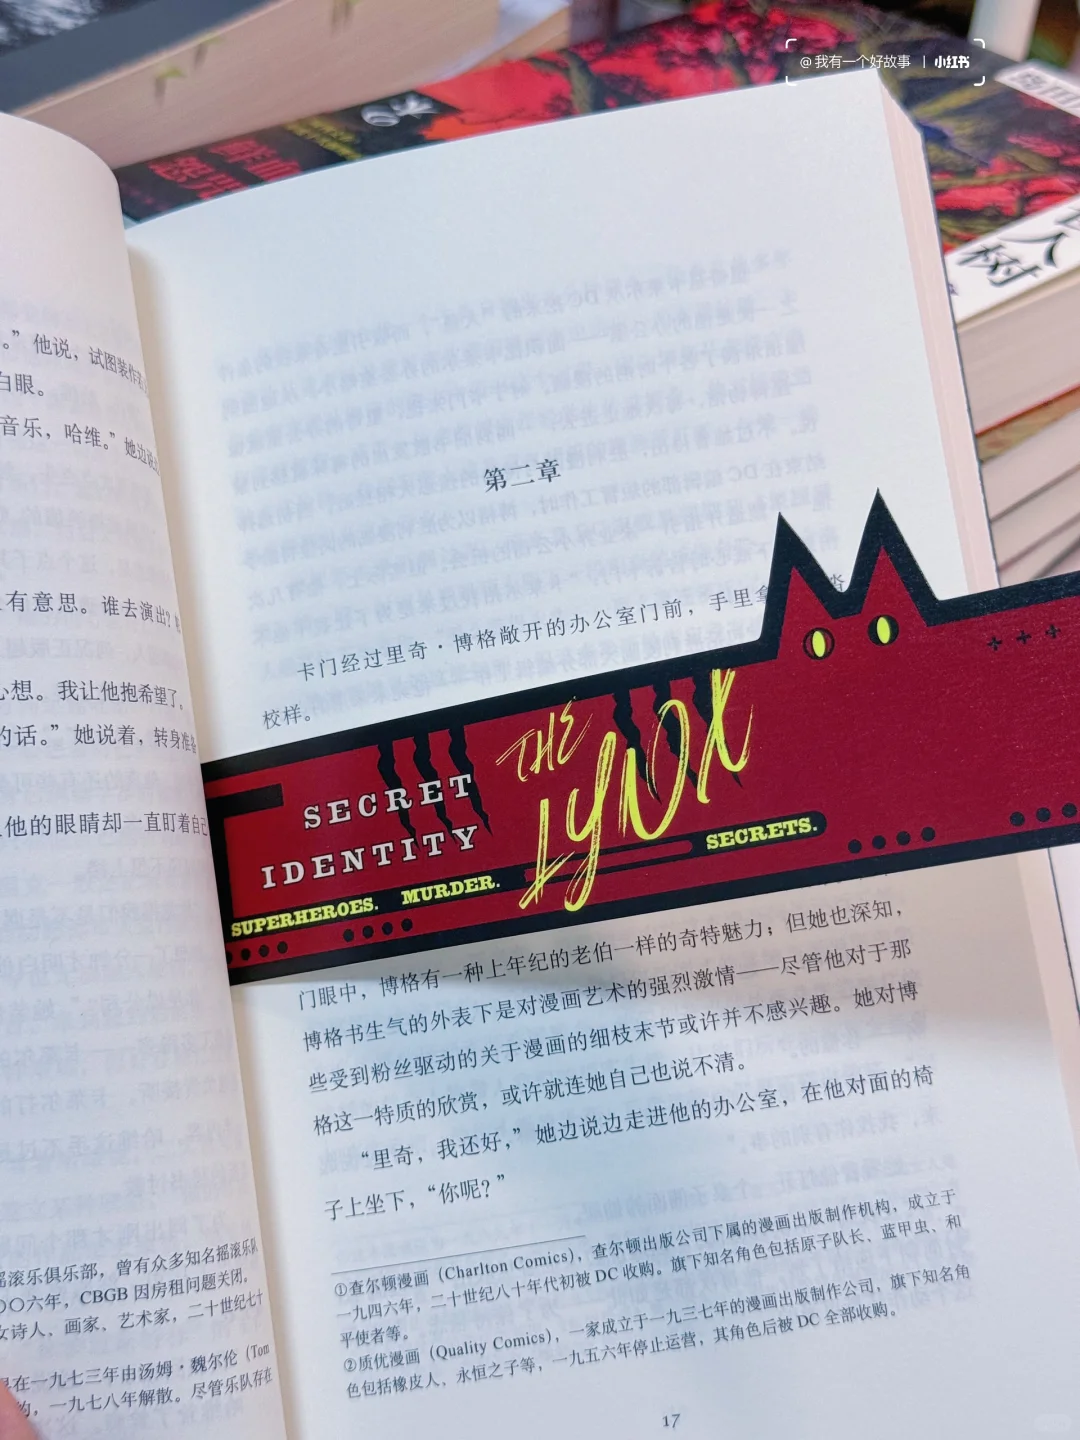 @我有一个好故事 | 小红书
人树
。”他说，试图装作
白眼。
音乐，哈维。”她边说
有意思。谁去演出？
心想。我让他抱希望了。
的话。”她说着，转身准备
他的眼睛却一直盯着自己
摇滚乐俱乐部，曾有众多知名摇滚乐队
〇〇六年，CBGB 因房租问题关闭。
女诗人、画家、艺术家，二十世纪七十
在一九七三年由汤姆·魏尔伦（Tom
约，一九七八年解散。尽管乐队存在
第二章
卡门经过里奇·博格敞开的办公室门前，手里拿
校样。
SECRET
IDENTITY
THE
LYNX
SUPERHEROES. MURDER. SECRETS.
门眼中，博格有一种上年纪的老伯一样的奇特魅力；但她也深知，
博格书生气的外表下是对漫画艺术的强烈激情——尽管他对于那
些受到粉丝驱动的关于漫画的细枝末节或许并不感兴趣。她对博
格这一特质的欣赏，或许就连她自己也说不清。
“里奇，我还好，”她边说边走进他的办公室，在他对面的椅
子上坐下，“你呢？”
①查尔顿漫画（Charlton Comics），查尔顿出版公司下属的漫画出版制作机构，成立于
一九四六年，二十世纪八十年代初被 DC 收购。旗下知名角色包括原子队长、蓝甲虫、和
平使者等。
②质优漫画（Quality Comics），一家成立于一九三七年的漫画出版制作公司，旗下知名角
色包括橡皮人、永恒之子等，一九五六年停止运营，其角色后被 DC 全部收购。
17